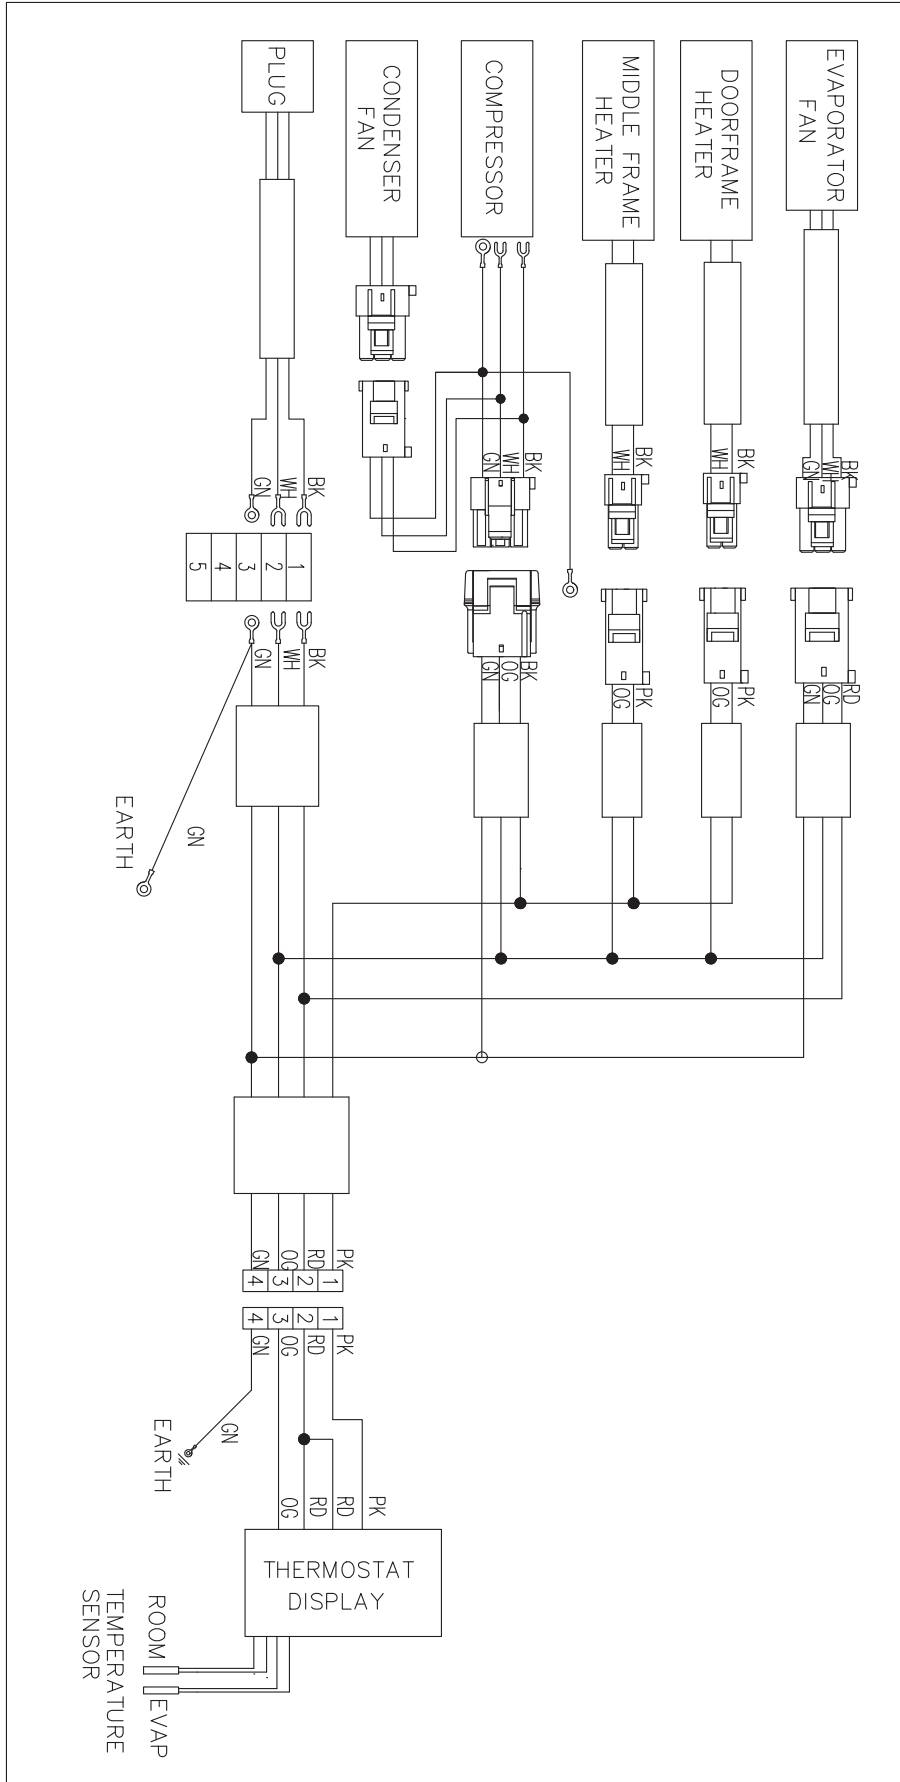 PLUG
CONDENSER
FAN
COMPRESSOR
MIDDLE FRAME
HEATER
DOORFRAME
HEATER
EVAPORATOR
FAN
GN
WH
BK
GN
WH
BK
WH
BK
WH
BK
GN
WH
BK
5
4
3
2
1
GN
WH
BK
GN
OG
BK
OG
PK
OG
PK
GN
OG
RD
GN
EARTH
GN
OG
RD
PK
4
3
2
1
4
3
2
1
GN
OG
RD
PK
GN
EARTH
OG
RD
RD
PK
THERMOSTAT
DISPLAY
ROOM
EVAP
TEMPERATURE
SENSOR